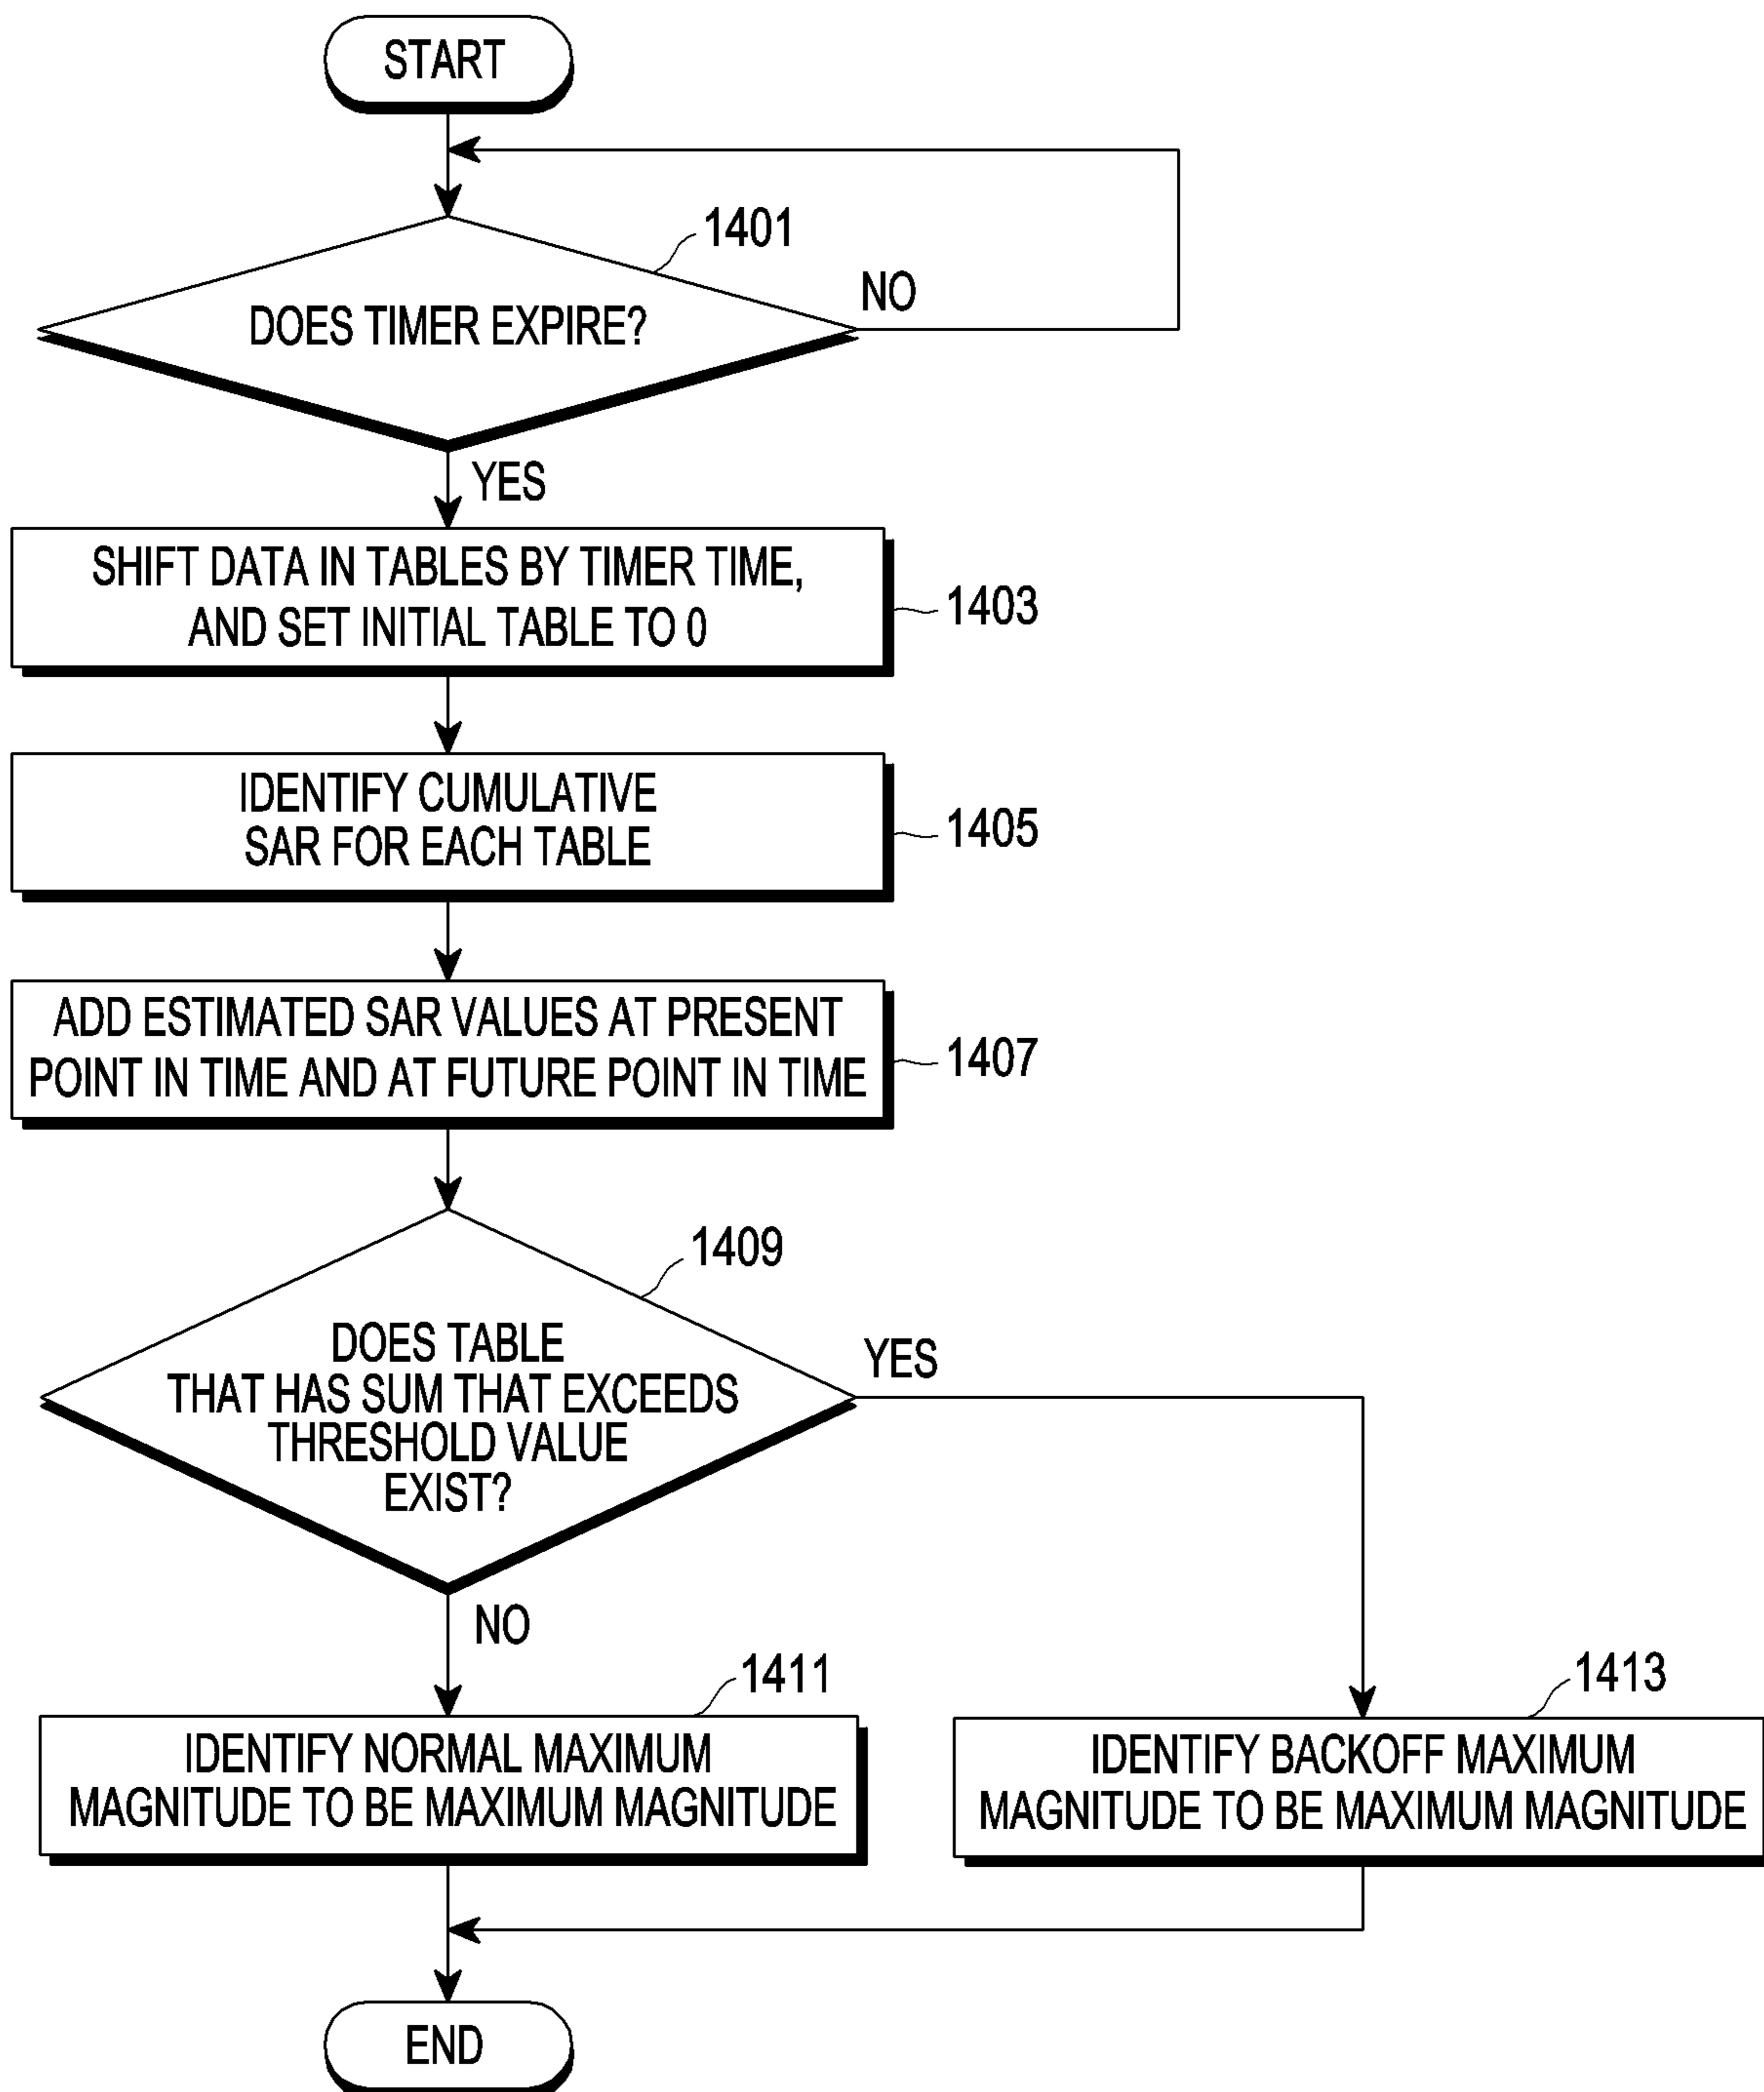 START
1401
DOES TIMER EXPIRE?
NO
YES
SHIFT DATA IN TABLES BY TIMER TIME,
AND SET INITIAL TABLE TO 0
1403
IDENTIFY CUMULATIVE
SAR FOR EACH TABLE
1405
ADD ESTIMATED SAR VALUES AT PRESENT
POINT IN TIME AND AT FUTURE POINT IN TIME
1407
1409
DOES TABLE
THAT HAS SUM THAT EXCEEDS
THRESHOLD VALUE
EXIST?
YES
NO
1411
IDENTIFY NORMAL MAXIMUM
MAGNITUDE TO BE MAXIMUM MAGNITUDE
1413
IDENTIFY BACKOFF MAXIMUM
MAGNITUDE TO BE MAXIMUM MAGNITUDE
END